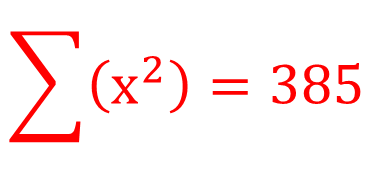 ∑(x²) = 385